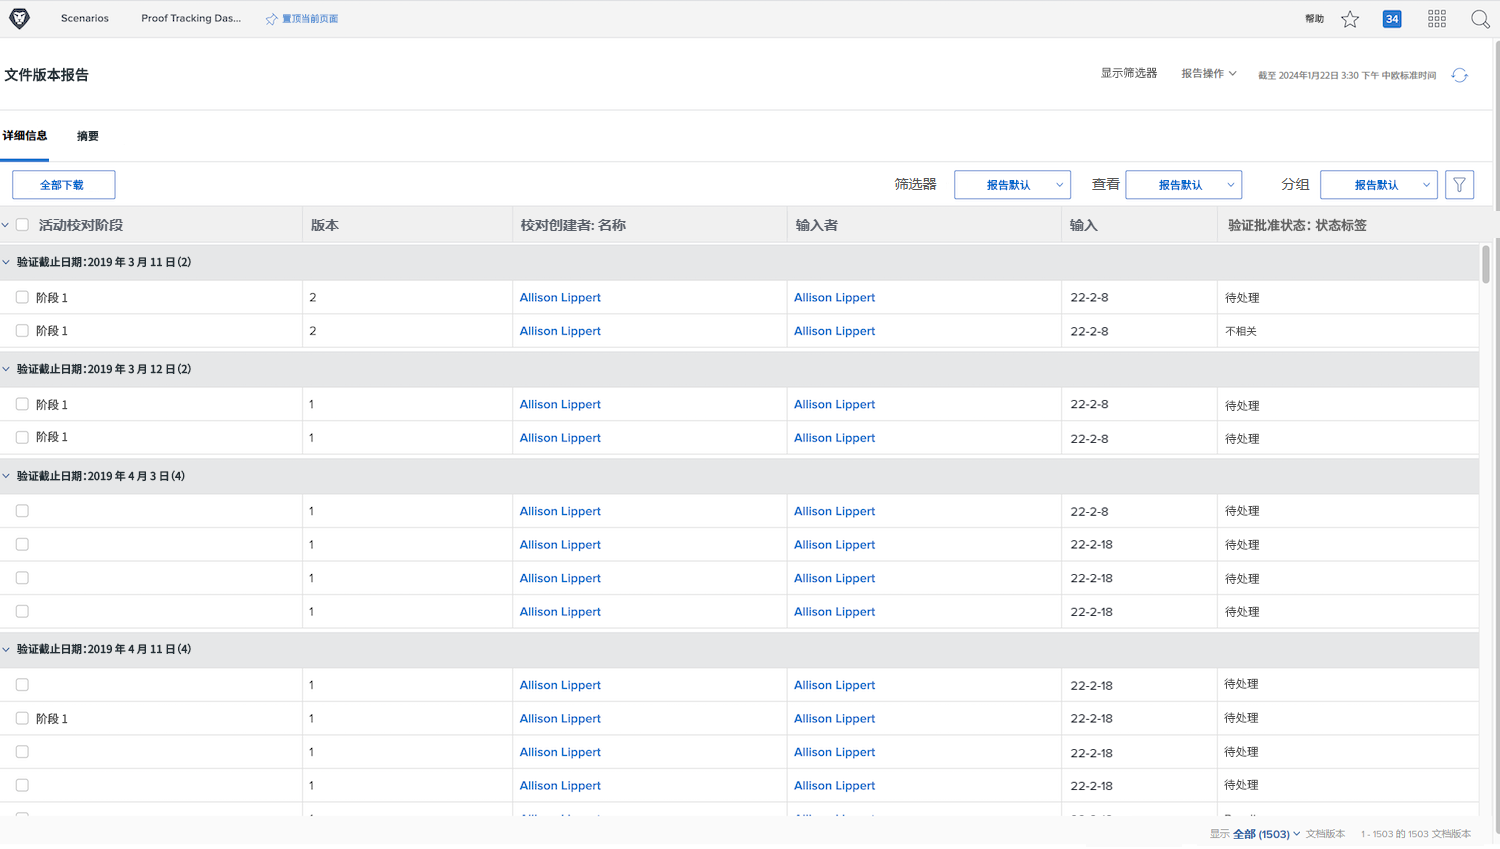 Scenarios Proof Tracking Das... 置顶当前页面 帮助 34
文件版本报告 显示筛选器 报告操作 截至 2024年1月22日 3:30 下午 中欧标准时间
详细信息 摘要
全部下载 筛选器 报告默认 查看 报告默认 分组 报告默认
活动校对阶段 版本 校对创建者: 名称 输入者 输入 验证批准状态: 状态标签
验证截止日期:2019 年 3 月 11 日(2)
阶段 1 2 Allison Lippert Allison Lippert 22-2-8 待处理
阶段 1 2 Allison Lippert Allison Lippert 22-2-8 不相关
验证截止日期:2019 年 3 月 12 日(2)
阶段 1 1 Allison Lippert Allison Lippert 22-2-8 待处理
阶段 1 1 Allison Lippert Allison Lippert 22-2-8 待处理
验证截止日期:2019 年 4 月 3 日(4)
1 Allison Lippert Allison Lippert 22-2-8 待处理
1 Allison Lippert Allison Lippert 22-2-18 待处理
1 Allison Lippert Allison Lippert 22-2-18 待处理
1 Allison Lippert Allison Lippert 22-2-18 待处理
验证截止日期:2019 年 4 月 11 日(4)
1 Allison Lippert Allison Lippert 22-2-18 待处理
阶段 1 1 Allison Lippert Allison Lippert 22-2-18 待处理
1 Allison Lippert Allison Lippert 22-2-18 待处理
1 Allison Lippert Allison Lippert 22-2-18 待处理
显示 全部 (1503) 文档版本 1 - 1503 的 1503 文档版本